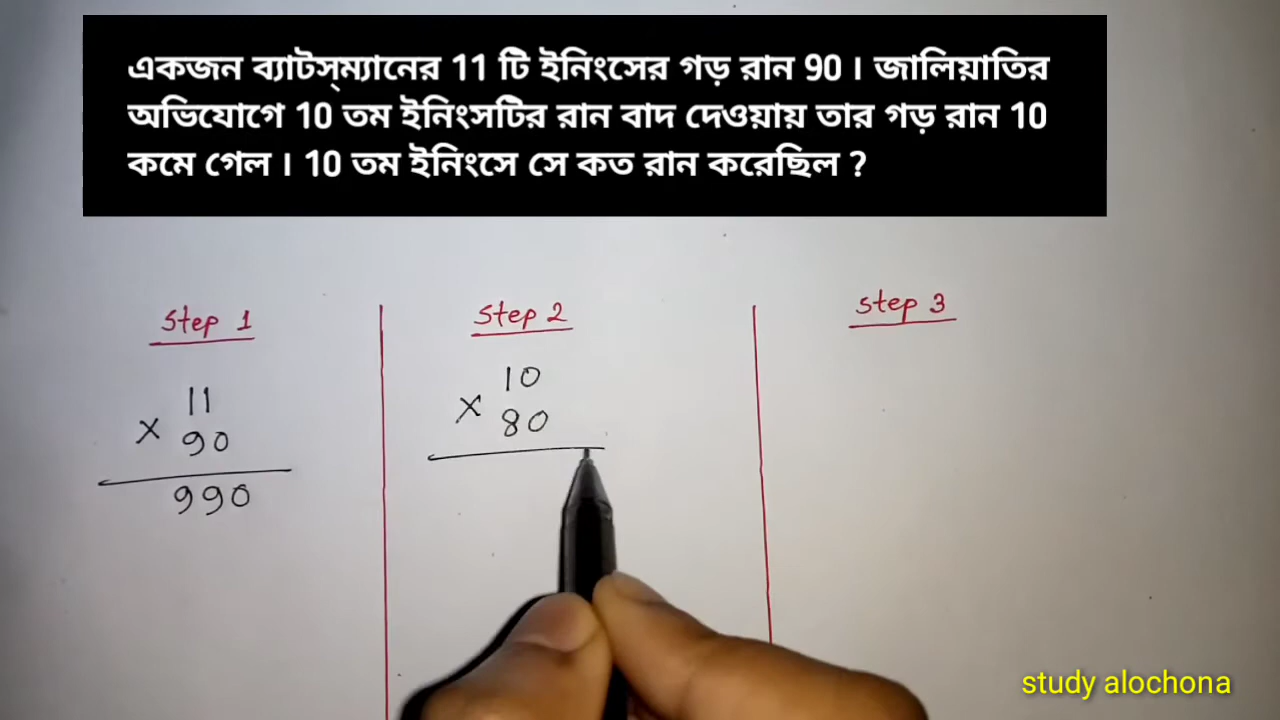 একজন ব্যাটস্‌ম্যানের 11 টি ইনিংসের গড় রান 90 । জালিয়াতির
অভিযোগে 10 তম ইনিংসটির রান বাদ দেওয়ায় তার গড় রান 10
কমে গেল । 10 তম ইনিংসে সে কত রান করেছিল ?
Step 1
11
× 90
990
Step 2
10
× 80
Step 3
study alochona